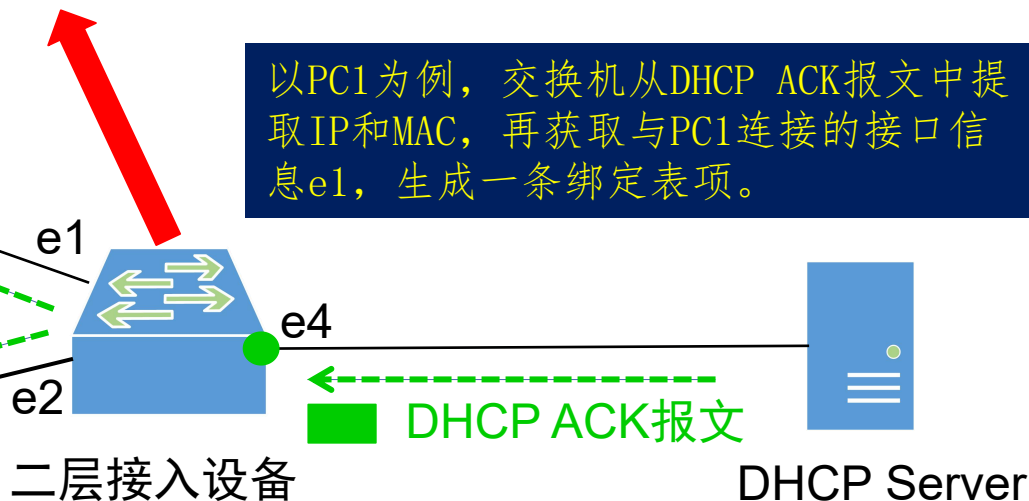 以PC1为例，交换机从DHCP ACK报文中提
取IP和MAC，再获取与PC1连接的接口信
息e1，生成一条绑定表项。
e1
e4
e2
DHCP ACK报文
二层接入设备
DHCP Server